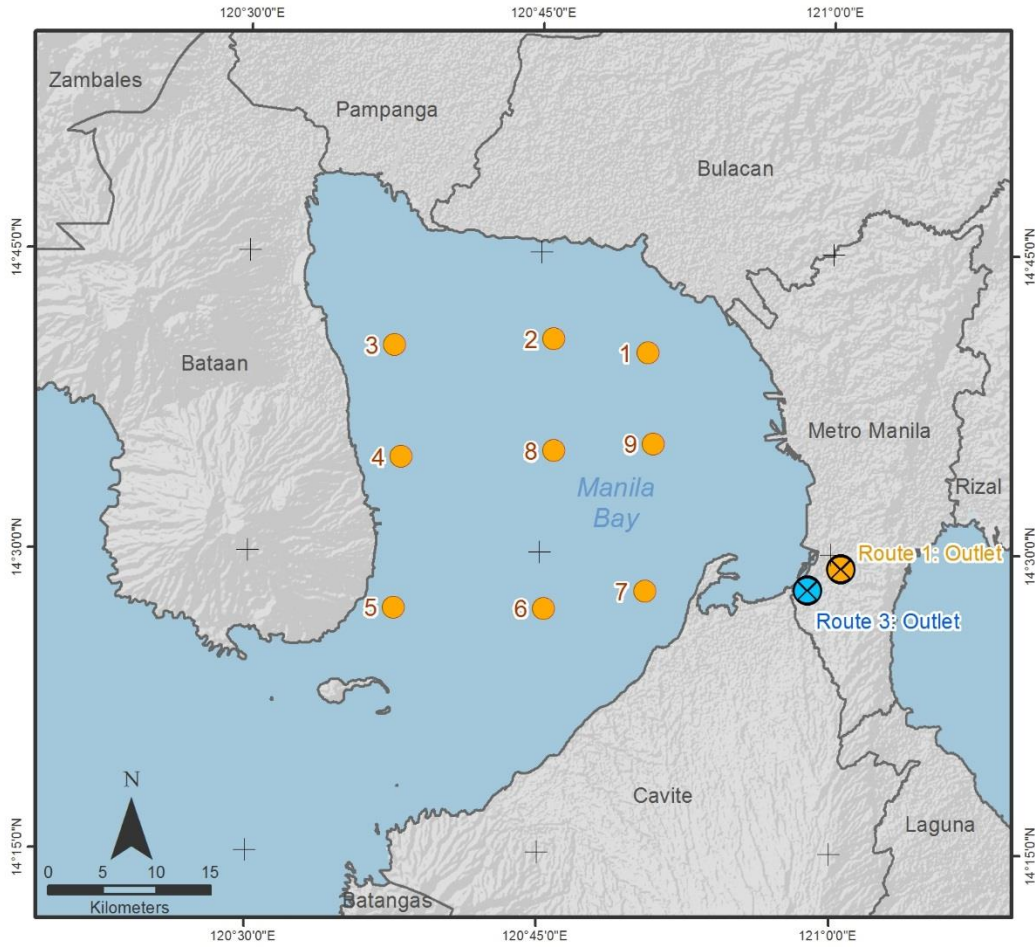 120°30'0"E
120°45'0"E
121°0'0"E
Zambales
Pampanga
Bulacan
14°45'0"N
14°45'0"N
3
2
1
Bataan
Metro Manila
4
8
9
Manila
Bay
Rizal
14°30'0"N
14°30'0"N
Route 1: Outlet
5
6
7
Route 3: Outlet
N
Cavite
Laguna
14°15'0"N
14°15'0"N
0 5 10 15
Kilometers
Batangas
120°30'0"E
120°45'0"E
121°0'0"E